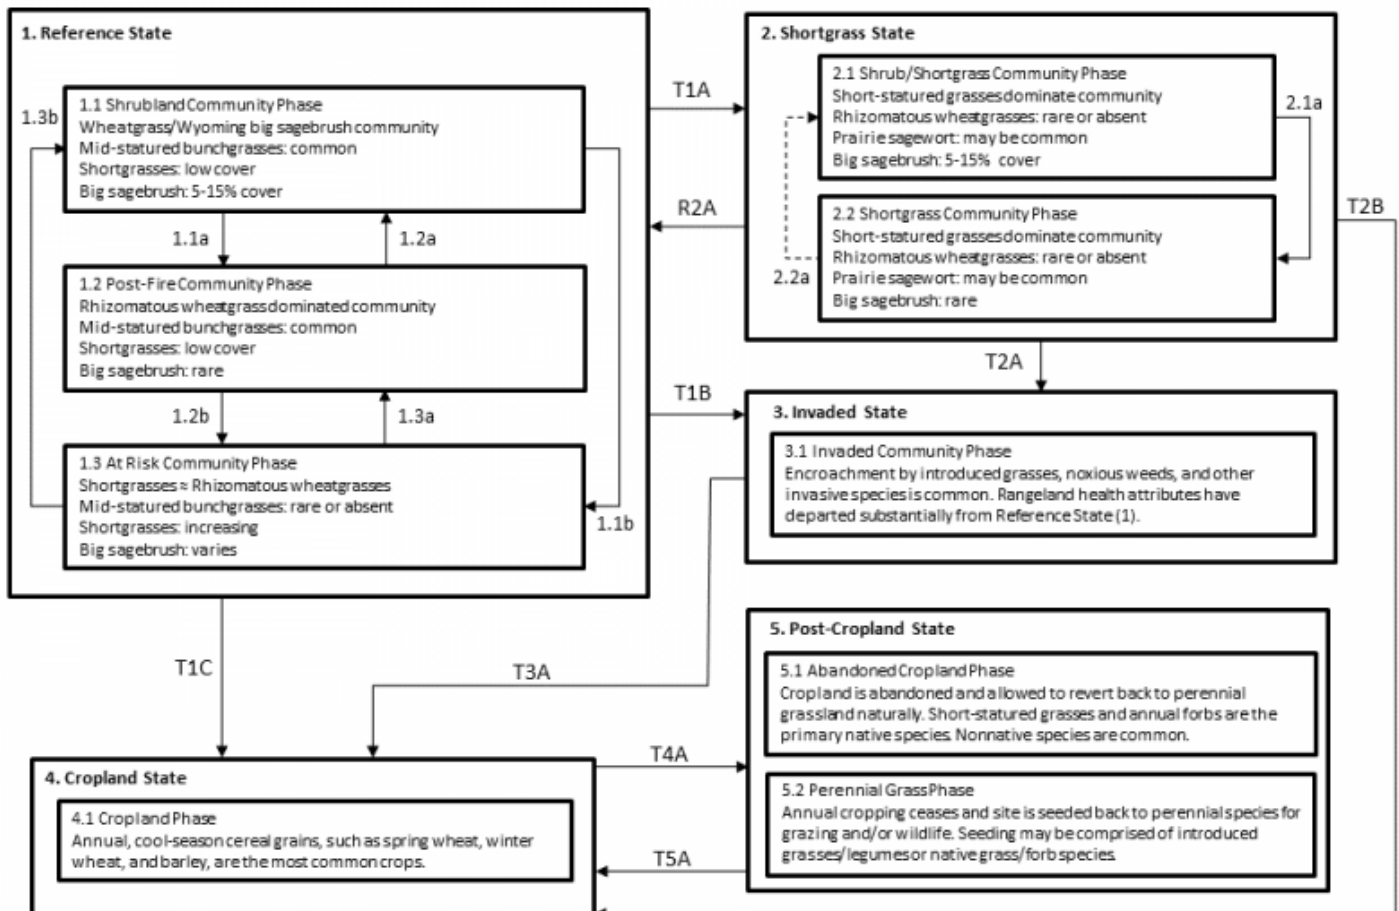 1. Reference State
1.1 Shrubland Community Phase
Wheatgrass/Wyoming big sagebrush community
Mid-statured bunchgrasses: common
Shortgrasses: low cover
Big sagebrush: 5-15% cover
1.3b
1.1a
1.2a
1.2 Post-Fire Community Phase
Rhizomatous wheatgrass dominated community
Mid-statured bunchgrasses: common
Shortgrasses: low cover
Big sagebrush: rare
1.2b
1.3a
1.3 At Risk Community Phase
Shortgrasses ≈ Rhizomatous wheatgrasses
Mid-statured bunchgrasses: rare or absent
Shortgrasses: increasing
Big sagebrush: varies
1.1b
T1A
R2A
T1B
2. Shortgrass State
2.1 Shrub/Shortgrass Community Phase
Short-statured grasses dominate community
Rhizomatous wheatgrasses: rare or absent
Prairie sagewort: may be common
Big sagebrush: 5-15% cover
2.1a
2.2 Shortgrass Community Phase
Short-statured grasses dominate community
Rhizomatous wheatgrasses: rare or absent
Prairie sagewort: may be common
Big sagebrush: rare
2.2a
T2B
T2A
3. Invaded State
3.1 Invaded Community Phase
Encroachment by introduced grasses, noxious weeds, and other
invasive species is common. Rangeland health attributes have
departed substantially from Reference State (1).
T1C
T3A
4. Cropland State
4.1 Cropland Phase
Annual, cool-season cereal grains, such as spring wheat, winter
wheat, and barley, are the most common crops.
T4A
T5A
5. Post-Cropland State
5.1 Abandoned Cropland Phase
Cropland is abandoned and allowed to revert back to perennial
grassland naturally. Short-statured grasses and annual forbs are the
primary native species. Nonnative species are common.
5.2 Perennial Grass Phase
Annual cropping ceases and site is seeded back to perennial species for
grazing and/or wildlife. Seeding may be comprised of introduced
grasses/legumes or native grass/forb species.